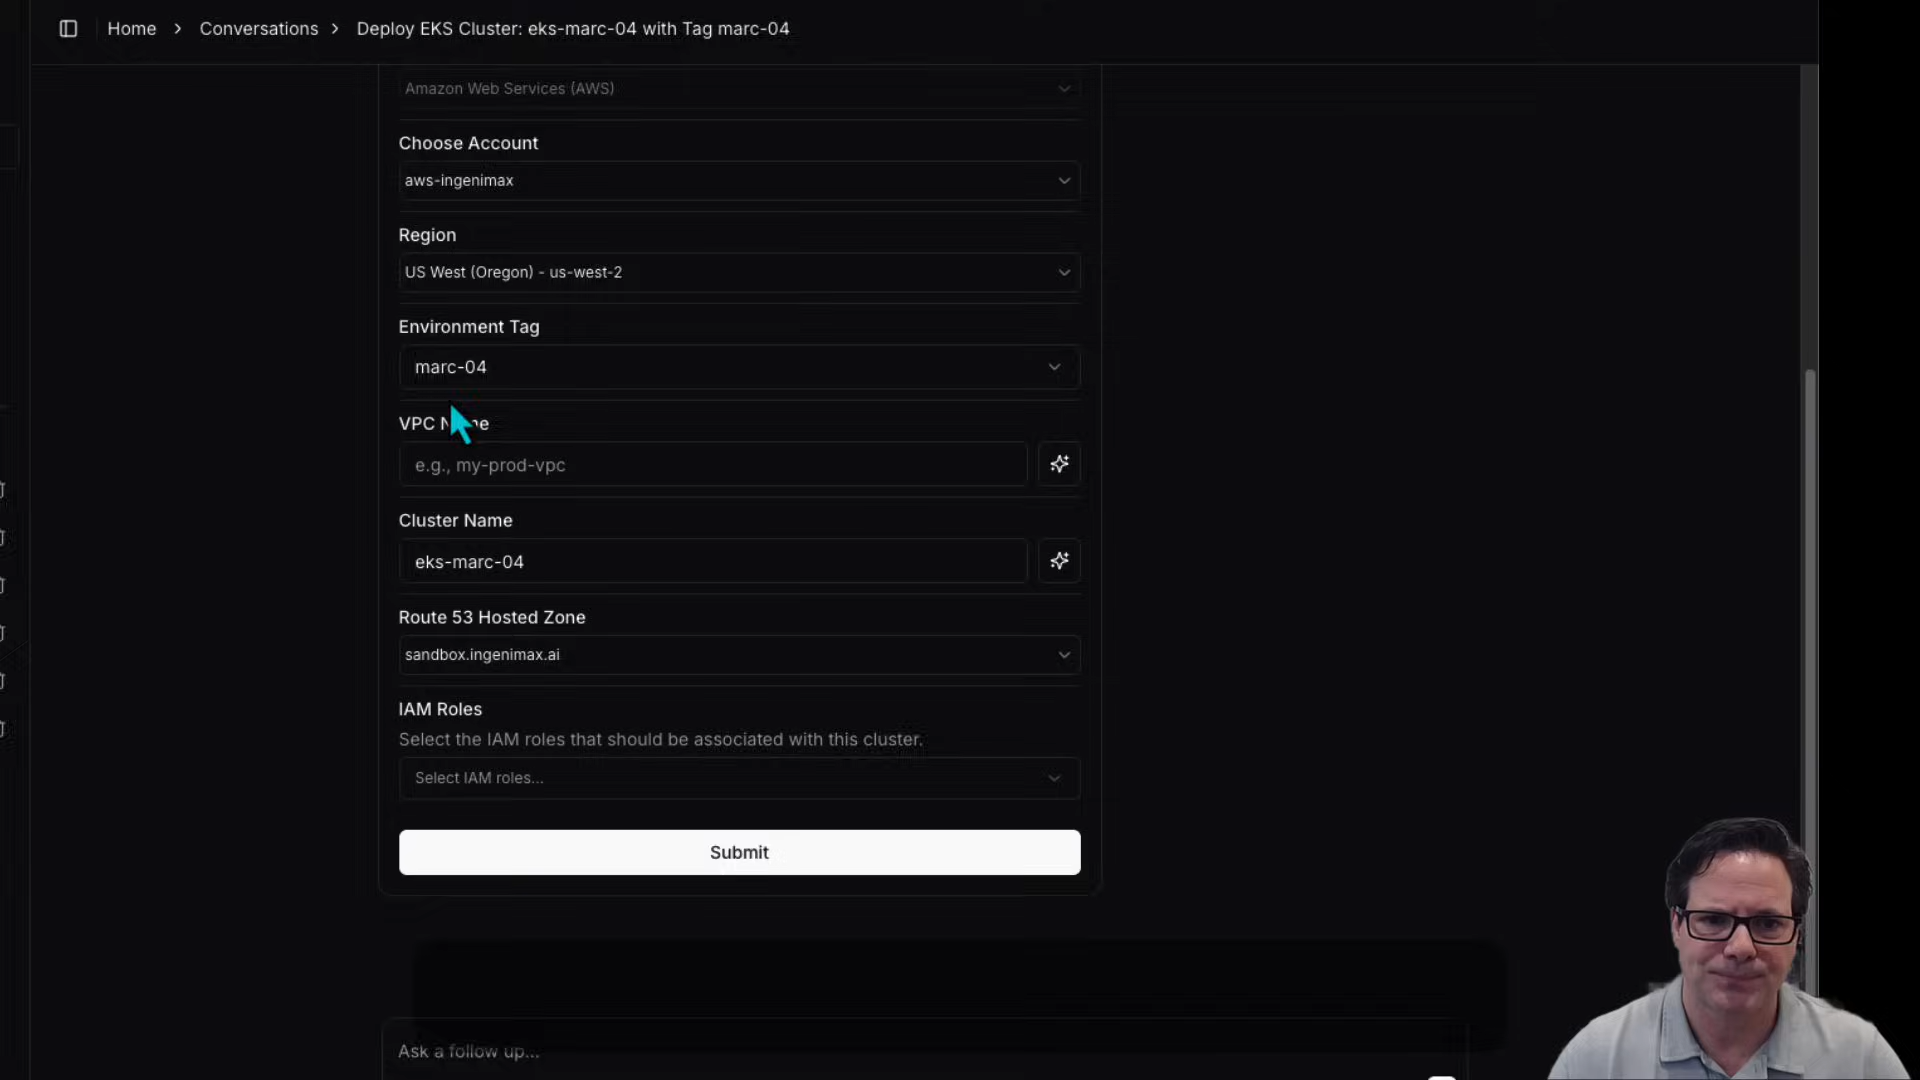 Home > Conversations > Deploy EKS Cluster: eks-marc-04 with Tag marc-04
Amazon Web Services (AWS)
Choose Account
aws-ingenimax
Region
US West (Oregon) - us-west-2
Environment Tag
marc-04
VPC Name
e.g., my-prod-vpc
Cluster Name
eks-marc-04
Route 53 Hosted Zone
sandbox.ingenimax.ai
IAM Roles
Select the IAM roles that should be associated with this cluster.
Select IAM roles...
Submit
Ask a follow up...